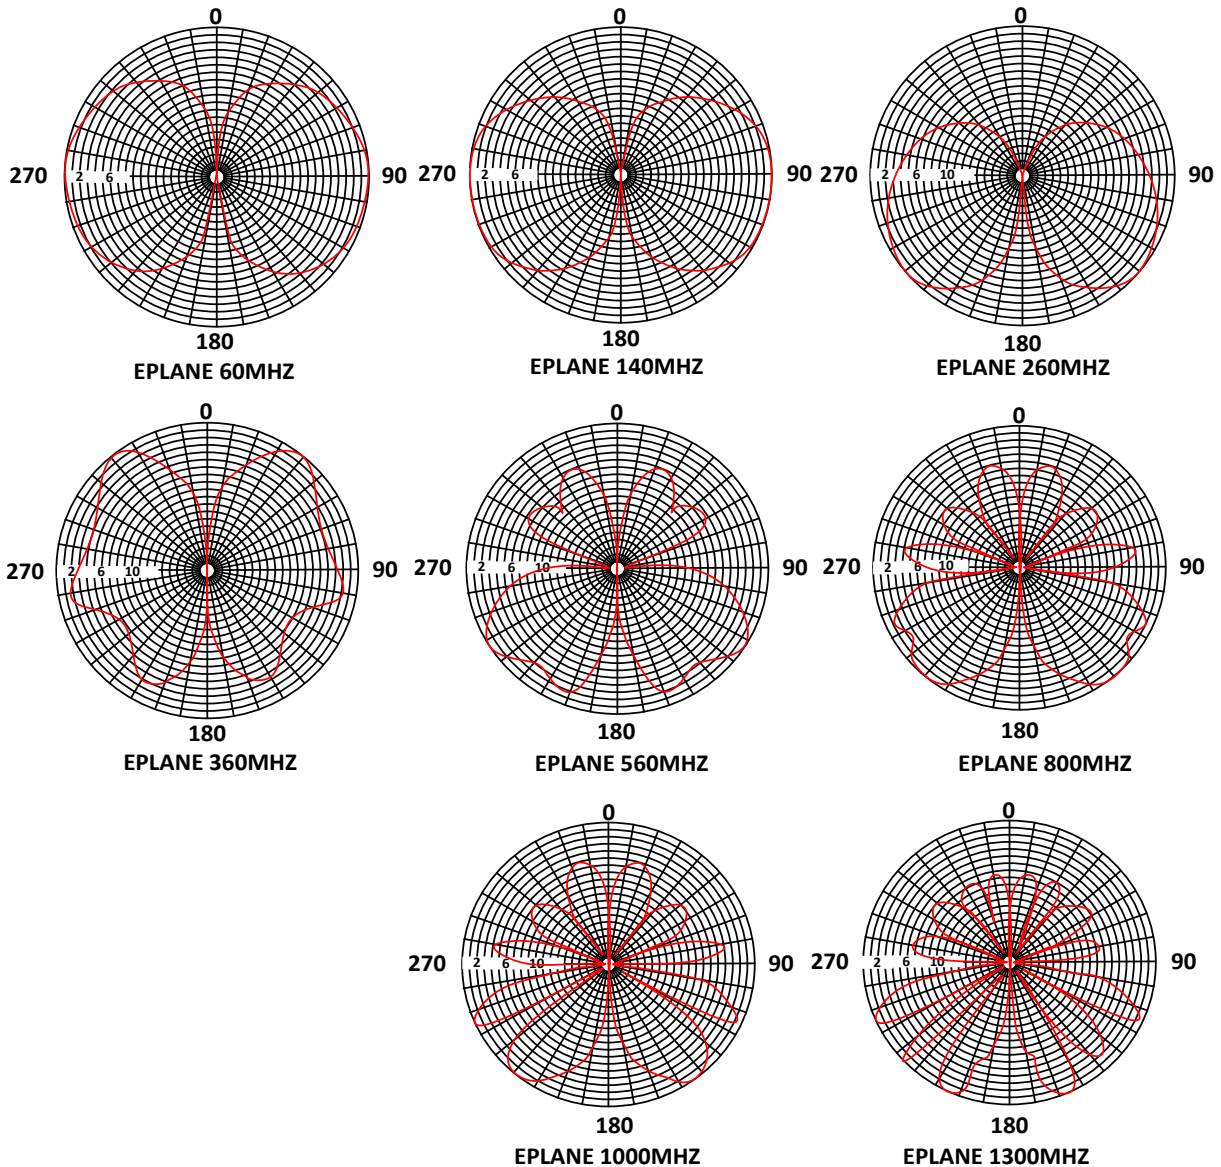 0 0 0
270 2 6 90 270 2 6 90 270 2 6 10 90
180 180 180
EPLANE 60MHZ EPLANE 140MHZ EPLANE 260MHZ
0 0 0
270 2 6 10 90 270 2 6 10 90 270 2 6 10 90
180 180 180
EPLANE 360MHZ EPLANE 560MHZ EPLANE 800MHZ
0 0
270 2 6 10 90 270 2 6 10 90
180 180
EPLANE 1000MHZ EPLANE 1300MHZ